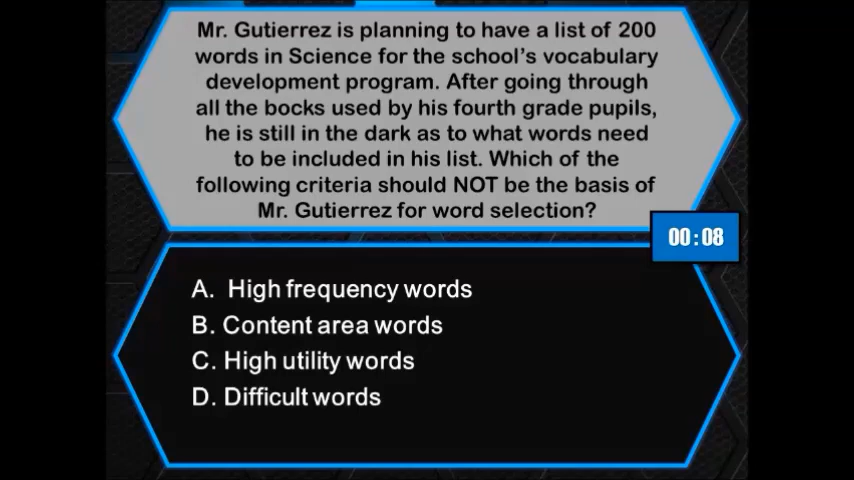 Mr. Gutierrez is planning to have a list of 200
words in Science for the school's vocabulary
development program. After going through
all the bocks used by his fourth grade pupils,
he is still in the dark as to what words need
to be included in his list. Which of the
following criteria should NOT be the basis of
Mr. Gutierrez for word selection?
00:08
A. High frequency words
B. Content area words
C. High utility words
D. Difficult words